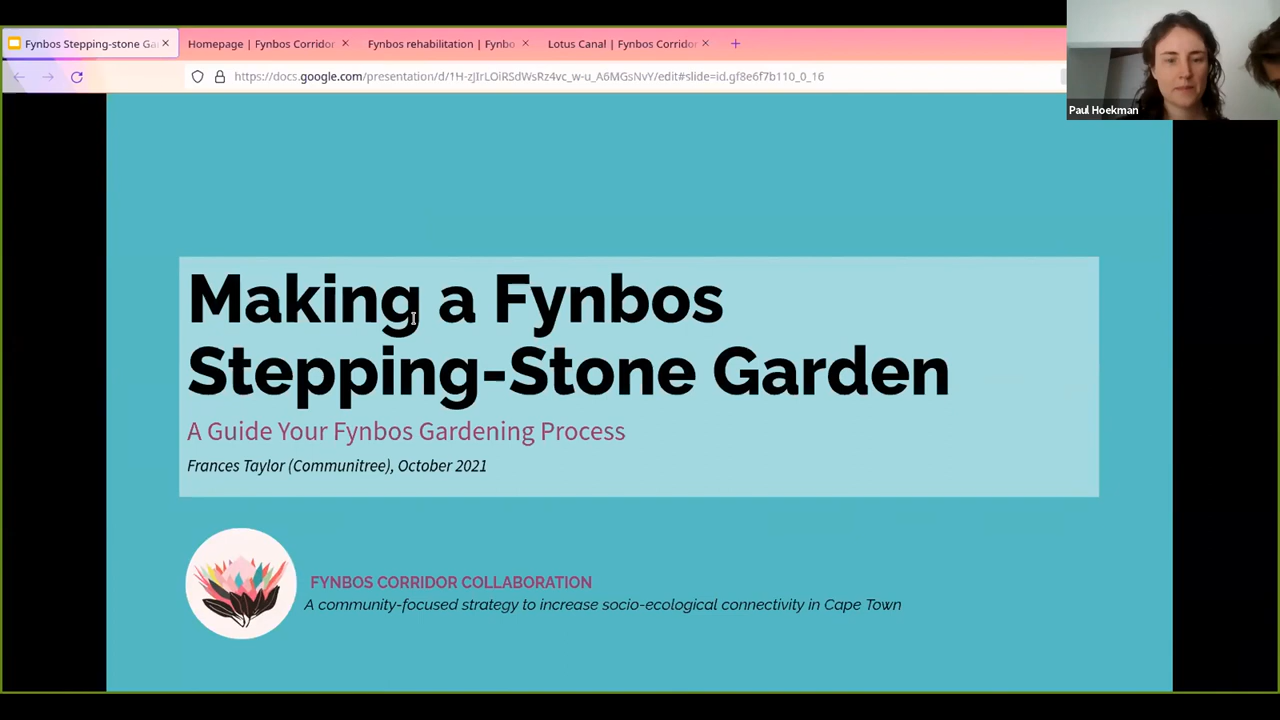 Fynbos Stepping-stone Ga
Homepage | Fynbos Corridor
Fynbos rehabilitation | Fynbo
Lotus Canal | Fynbos Corridor
https://docs.google.com/presentation/d/1H-zjIrLOiRSdWsRz4vc_w-u_A6MGsNvY/edit#slide=id.gf8e6f7b110_0_16
Paul Hoekman
Making a Fynbos
Stepping-Stone Garden
A Guide Your Fynbos Gardening Process
Frances Taylor (Communitree), October 2021
FYNBOS CORRIDOR COLLABORATION
A community-focused strategy to increase socio-ecological connectivity in Cape Town